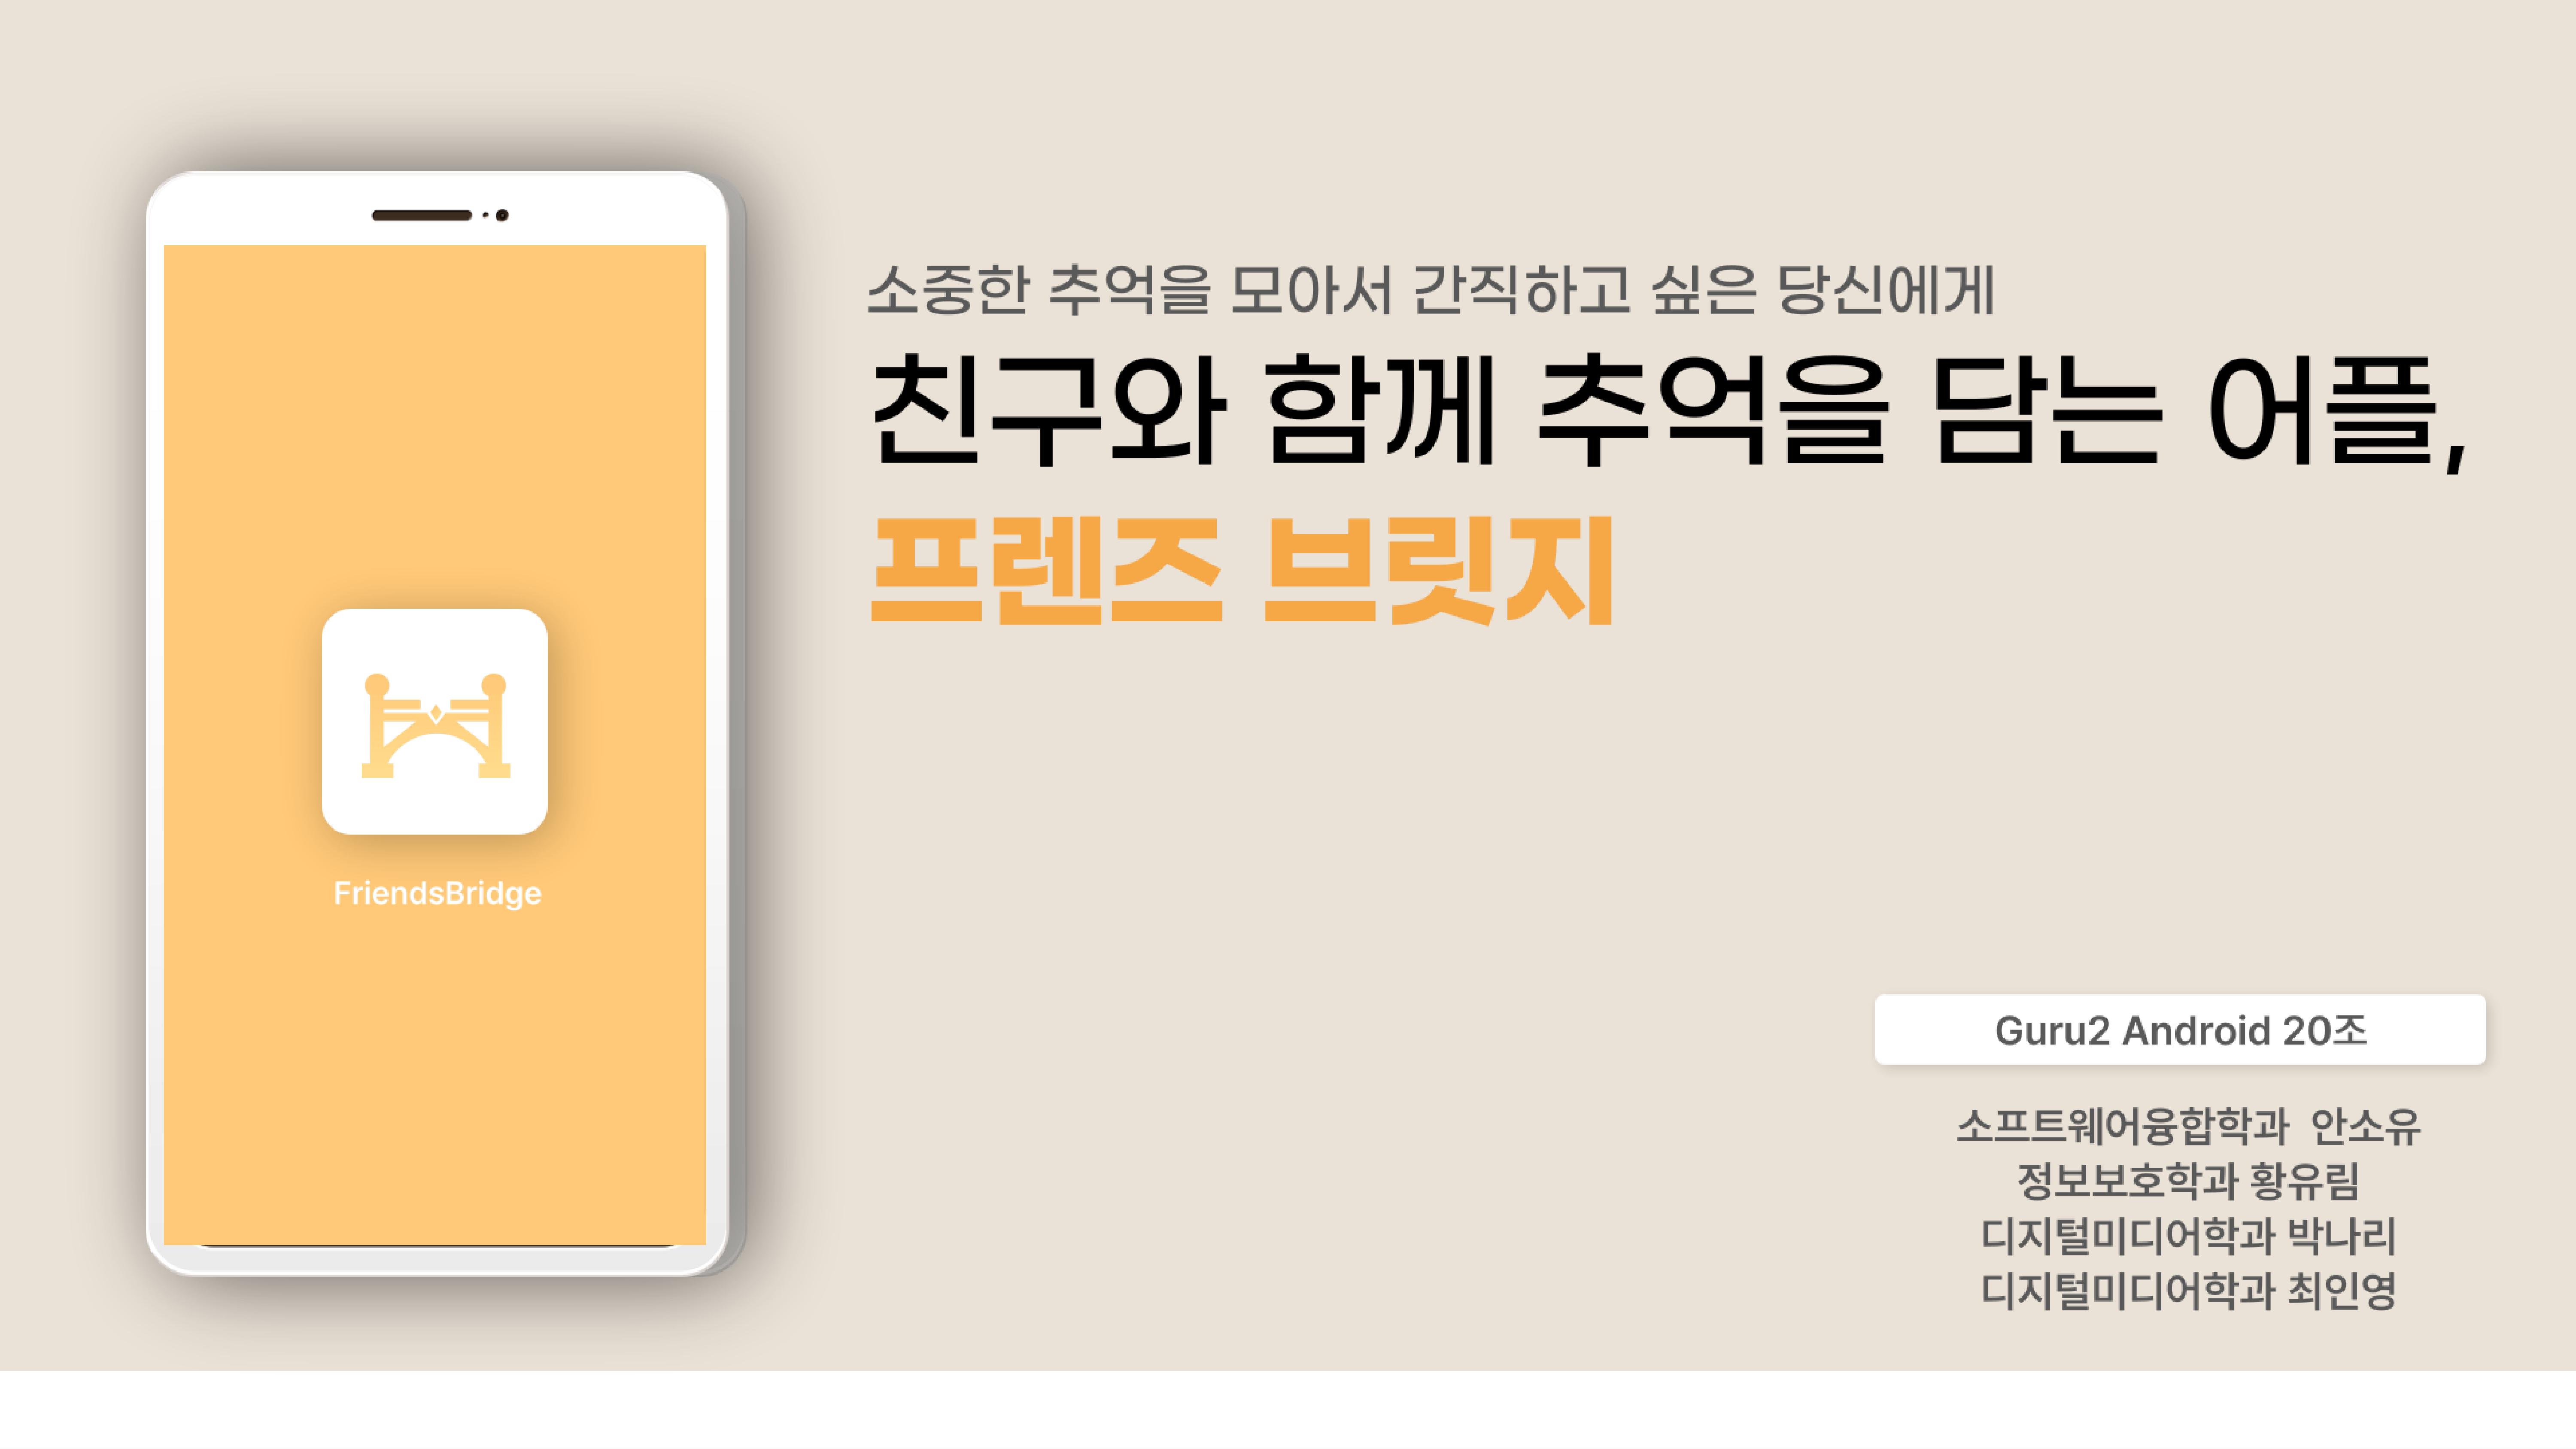 소중한 추억을 모아서 간직하고 싶은 당신에게
친구와 함께 추억을 담는 어플,
프렌즈 브릿지
FriendsBridge
Guru2 Android 20조
소프트웨어융합학과 안소유
정보보호학과 황유림
디지털미디어학과 박나리
디지털미디어학과 최인영